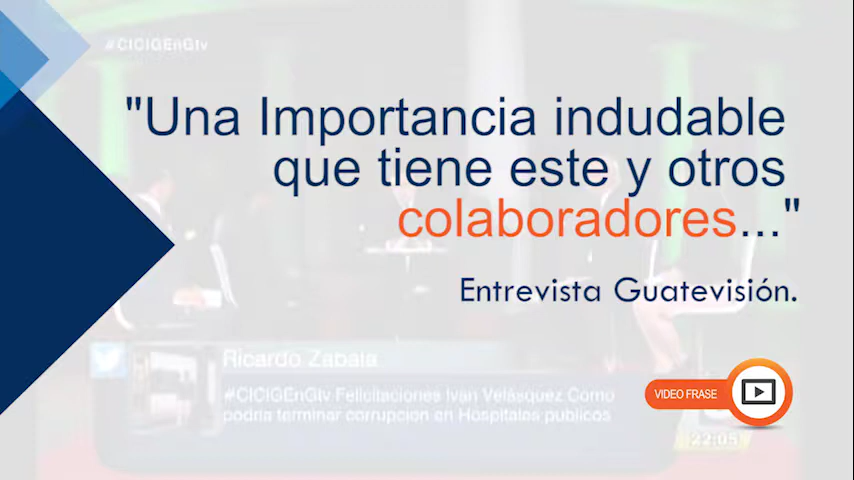 #CICIGEnGtv
"Una Importancia indudable
que tiene este y otros
colaboradores..."
Entrevista Guatevisión.
Ricardo Zabala
#CICIGEnGtv Felicitaciones Ivan Velásquez Como
podria terminar corrupcion en Hospitales publicos
VIDEO FRASE
22:05